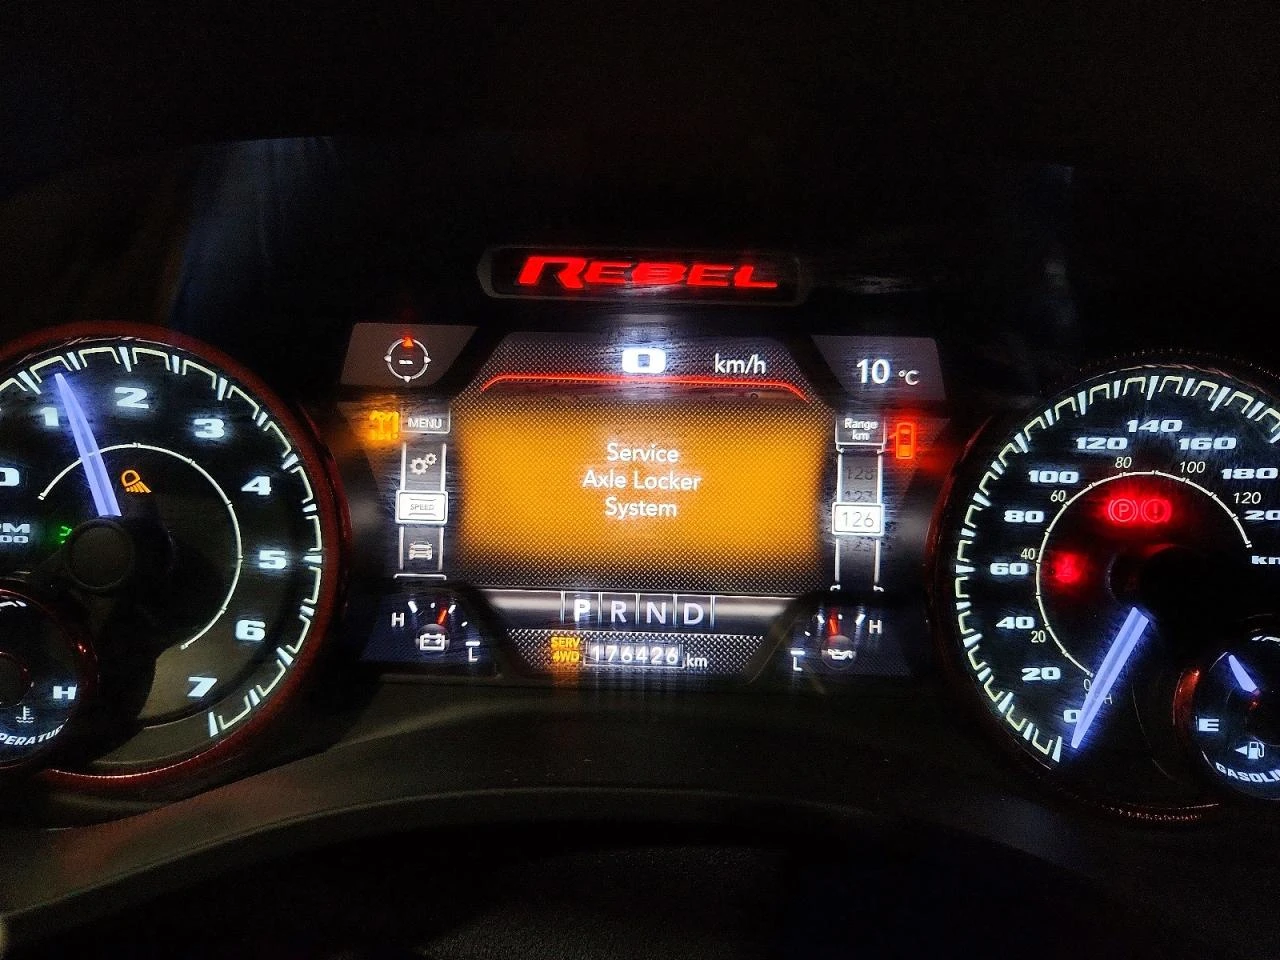 REBEL
0 km/h
10 °C
MENU
Range
km
SPEED
126
Service
Axle Locker
System
PRND
H
L
SERV
4WD
176426 km
L
H
0
1
2
3
4
5
6
7
H
0
20
40
60
80
100
120
140
160
180
20
40
60
80
100
120
P
E